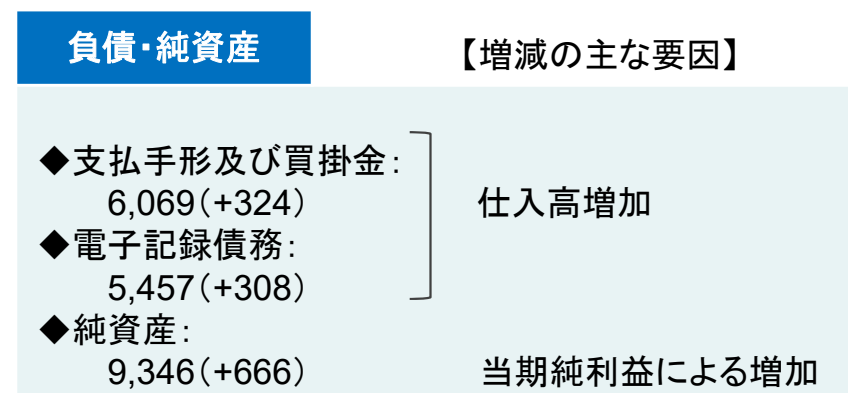 負債・純資産
【増減の主な要因】
◆支払手形及び買掛金：
6,069（+324）
仕入高増加
◆電子記録債務：
5,457（+308）
◆純資産：
9,346（+666）
当期純利益による増加